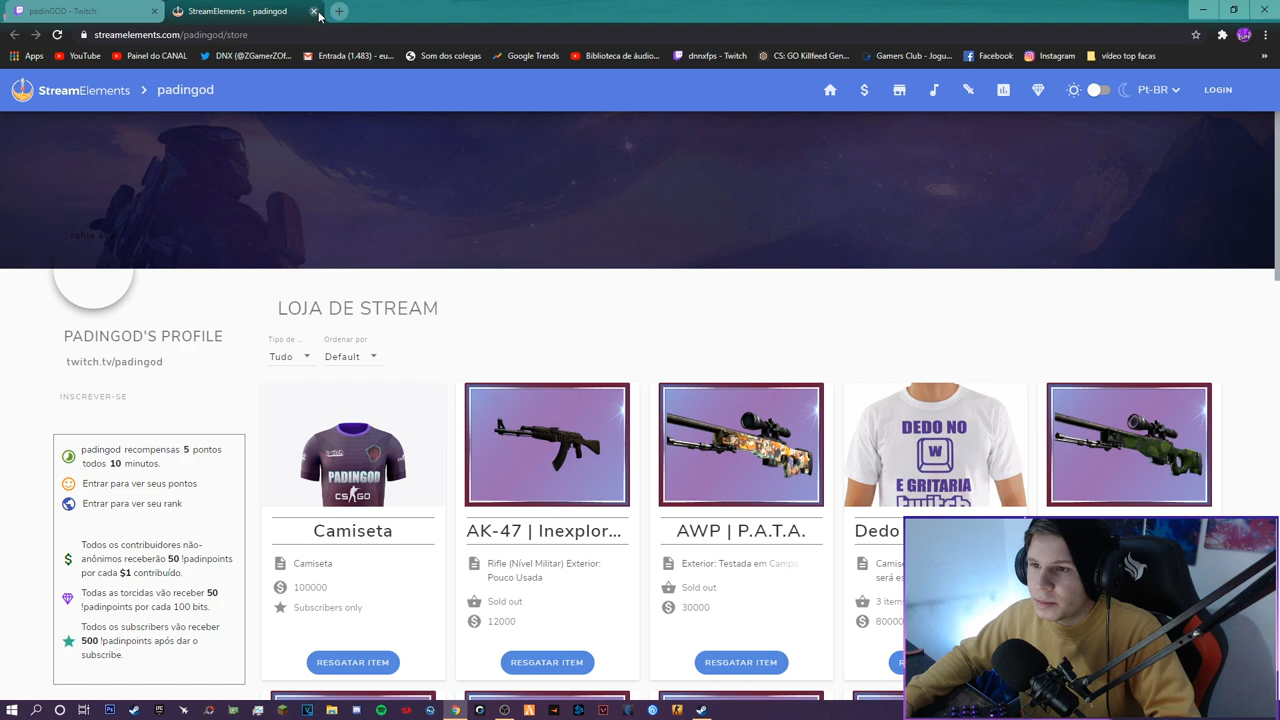 padinGOD - Twitch
StreamElements - padingod
streamelements.com/padingod/store
Apps
YouTube
Painel do CANAL
DNX (@ZGamerZOf...
Entrada (1.483) - eu...
Som dos colegas
Google Trends
Biblioteca de áudio...
dnnxfps - Twitch
CS: GO Killfeed Gen...
Gamers Club - Jogu...
Facebook
Instagram
vídeo top facas
StreamElements
padingod
Pt-BR
LOGIN
PADINGOD'S PROFILE
twitch.tv/padingod
INSCREVER-SE
padingod recompensas 5 pontos
todos 10 minutos.
Entrar para ver seus pontos
Entrar para ver seu rank
Todos os contribuidores não-
anônimos receberão 50 !padinpoints
por cada $1 contribuído.
Todas as torcidas vão receber 50
!padinpoints por cada 100 bits.
Todos os subscribers vão receber
500 !padinpoints após dar o
subscribe.
LOJA DE STREAM
Tipo de ...
Ordenar por
Tudo
Default
twitch
PADINGOD
CS GO
Camiseta
Camiseta
100000
Subscribers only
RESGATAR ITEM
AK-47 | Inexplor...
Rifle (Nível Militar) Exterior:
Pouco Usada
Sold out
12000
RESGATAR ITEM
AWP | P.A.T.A.
Exterior: Testada em Campo
Sold out
30000
RESGATAR ITEM
DEDO NO
W
E GRITARIA
twitch
Dedo
será es
3 item
80000